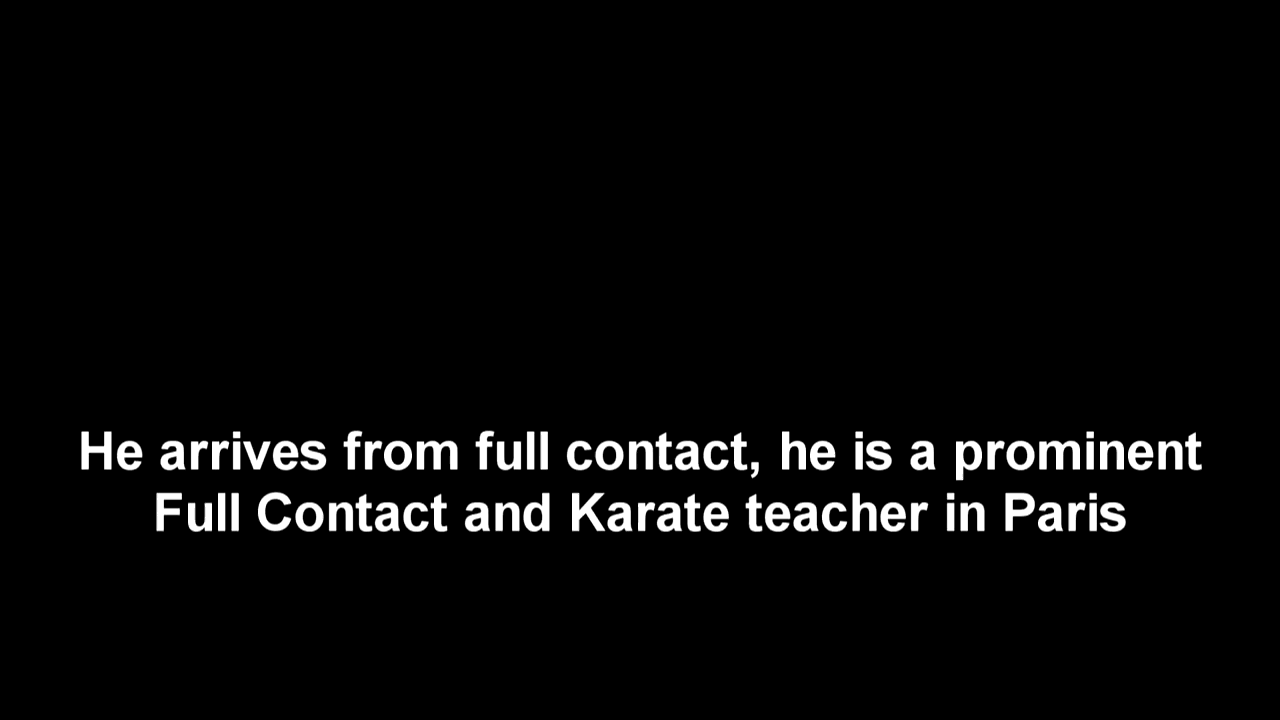 He arrives from full contact, he is a prominent
Full Contact and Karate teacher in Paris